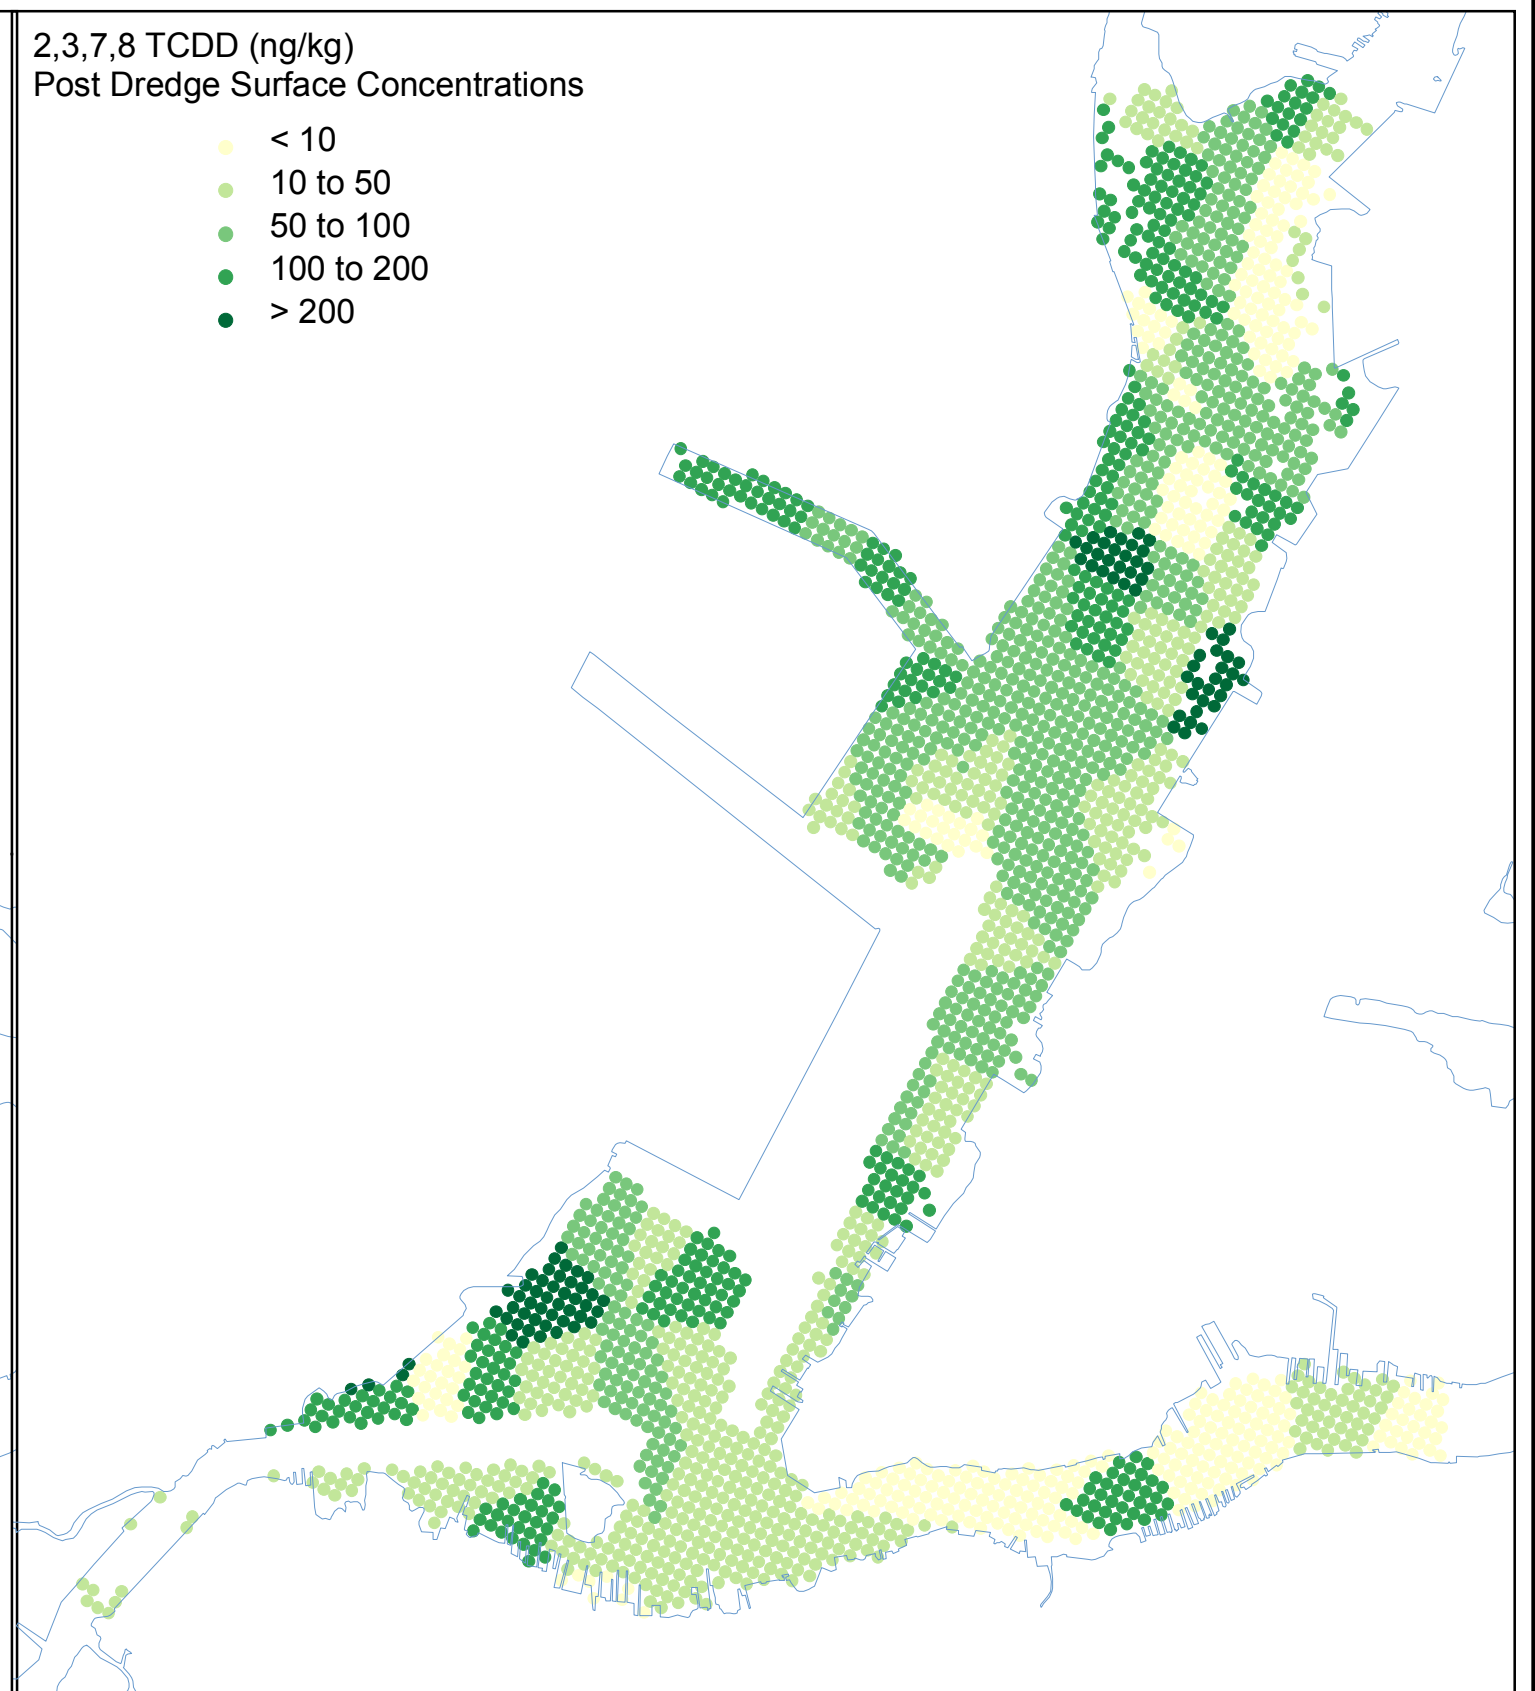 2,3,7,8 TCDD (ng/kg)
Post Dredge Surface Concentrations
< 10
10 to 50
50 to 100
100 to 200
> 200